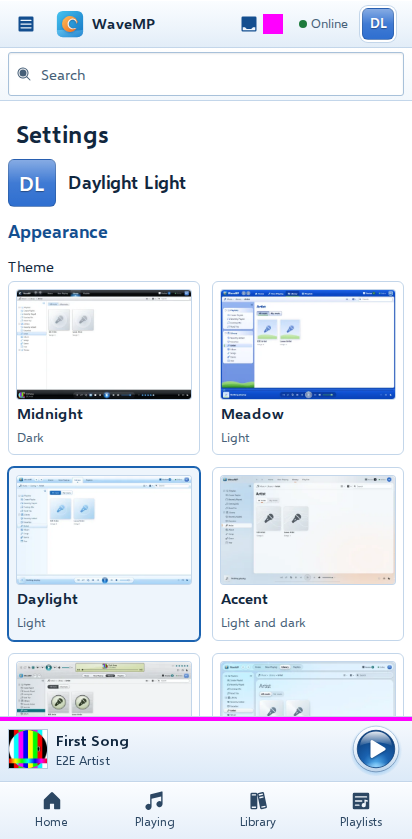 WaveMP
Online
DL
Search
Settings
DL
Daylight Light
Appearance
Theme
Midnight
Dark
Meadow
Light
Daylight
Light
Accent
Light and dark
First Song
E2E Artist
Home
Playing
Library
Playlists